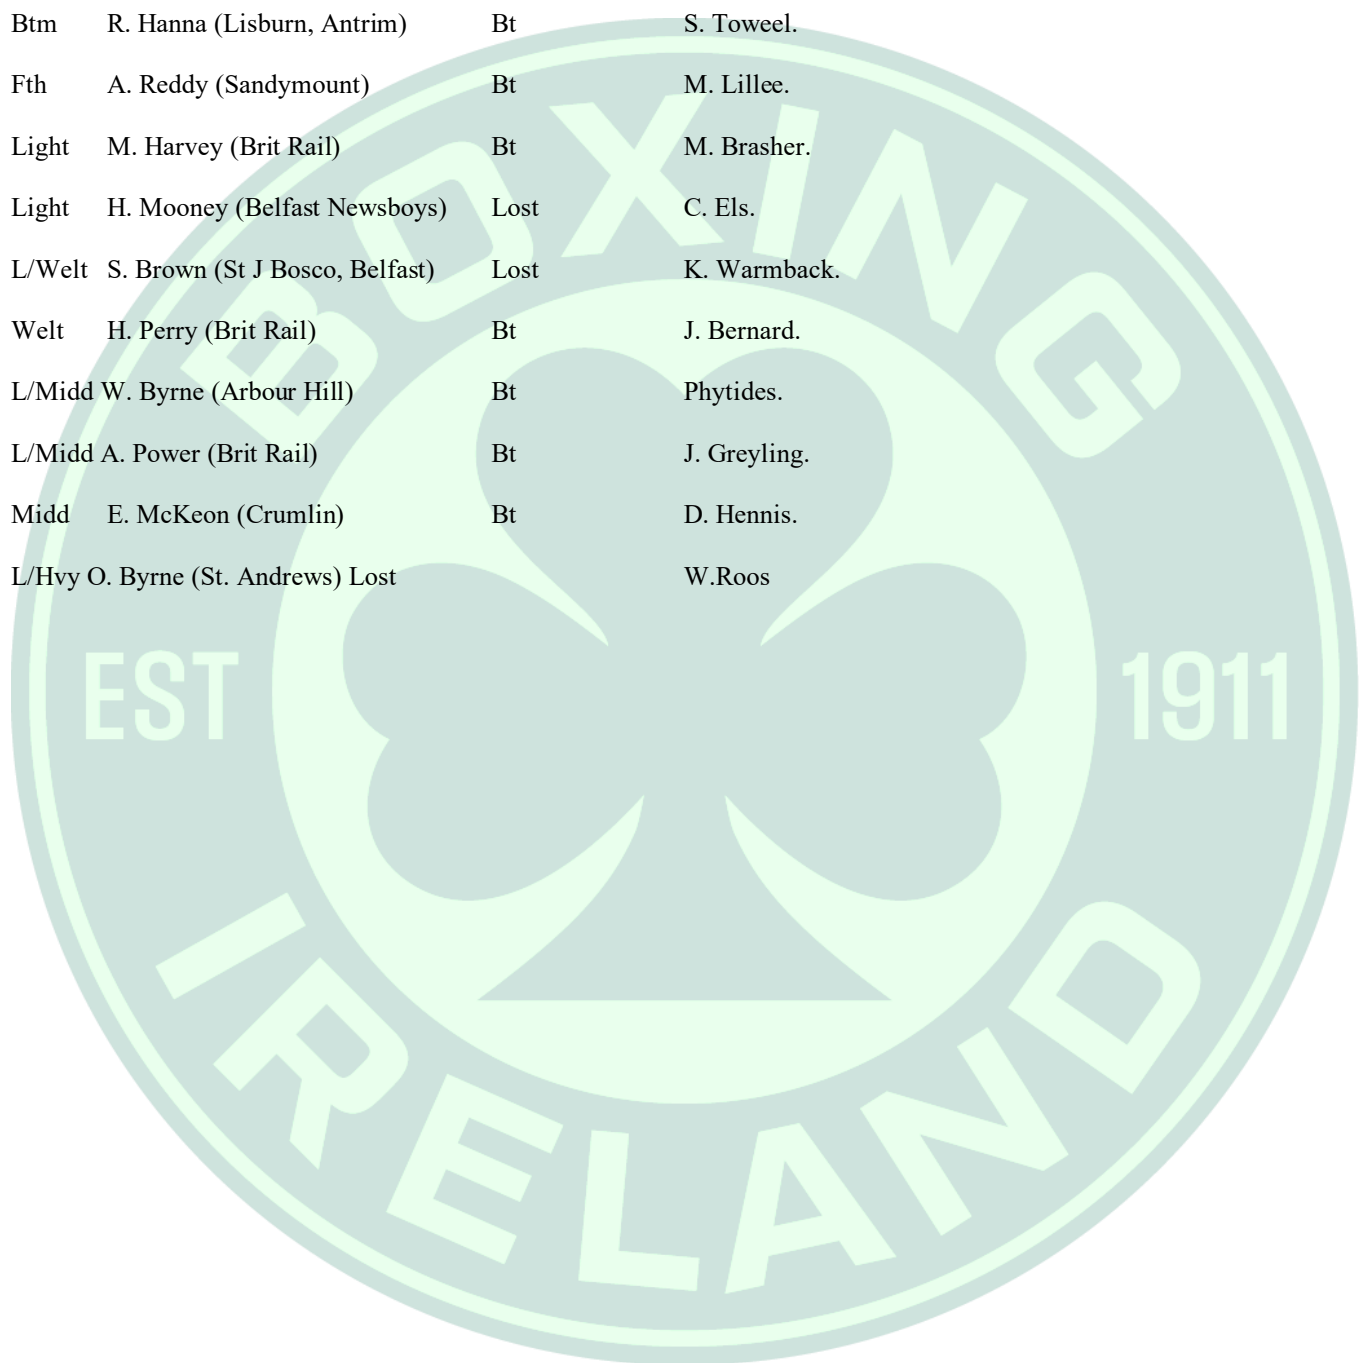 Btm R. Hanna (Lisburn, Antrim) Bt S. Toweel.
Fth A. Reddy (Sandymount) Bt M. Lillee.
Light M. Harvey (Brit Rail) Bt M. Brasher.
Light H. Mooney (Belfast Newsboys) Lost C. Els.
L/Welt S. Brown (St J Bosco, Belfast) Lost K. Warmback.
Welt H. Perry (Brit Rail) Bt J. Bernard.
L/Midd W. Byrne (Arbour Hill) Bt Phytides.
L/Midd A. Power (Brit Rail) Bt J. Greyling.
Midd E. McKeon (Crumlin) Bt D. Hennis.
L/Hvy O. Byrne (St. Andrews) Lost W.Roos
BOXING
EST 1911
IRELAND